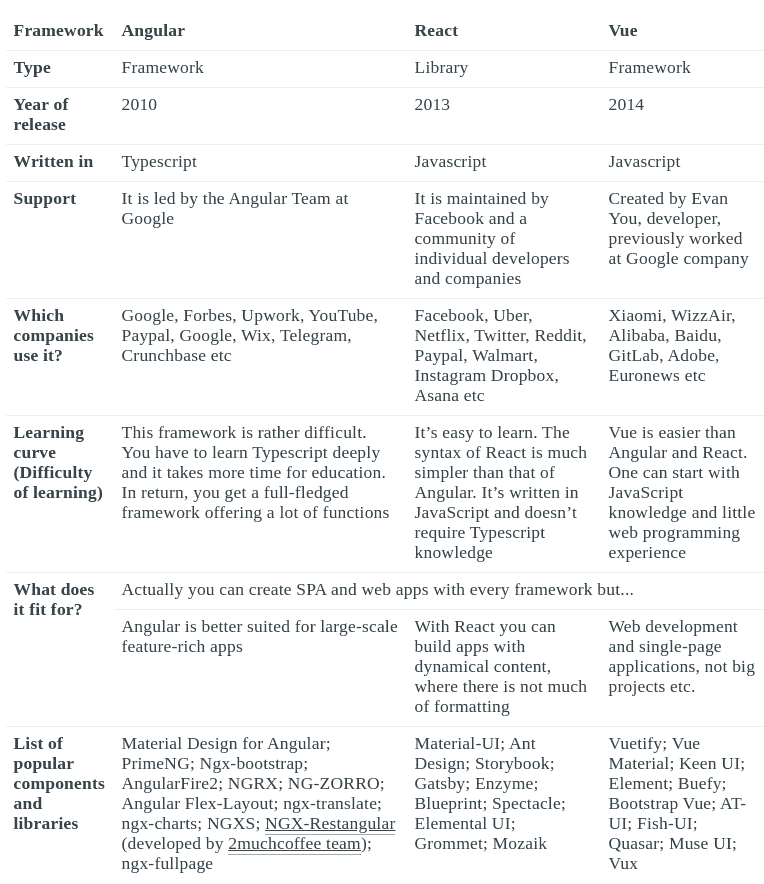 Framework Angular React Vue
Type Framework Library Framework
Year of release 2010 2013 2014
Written in Typescript Javascript Javascript
Support
It is led by the Angular Team at
Google
It is maintained by
Facebook and a
community of
individual developers
and companies
Created by Evan
You, developer,
previously worked
at Google company
Which
companies
use it?
Google, Forbes, Upwork, YouTube,
Paypal, Google, Wix, Telegram,
Crunchbase etc
Facebook, Uber,
Netflix, Twitter, Reddit,
Paypal, Walmart,
Instagram Dropbox,
Asana etc
Xiaomi, WizzAir,
Alibaba, Baidu,
GitLab, Adobe,
Euronews etc
Learning
curve
(Difficulty
of learning)
This framework is rather difficult.
You have to learn Typescript deeply
and it takes more time for education.
In return, you get a full-fledged
framework offering a lot of functions
It’s easy to learn. The
syntax of React is much
simpler than that of
Angular. It’s written in
JavaScript and doesn’t
require Typescript
knowledge
Vue is easier than
Angular and React.
One can start with
JavaScript
knowledge and little
web programming
experience
What does
it fit for?
Actually you can create SPA and web apps with every framework but...
Angular is better suited for large-scale
feature-rich apps
With React you can
build apps with
dynamical content,
where there is not much
of formatting
Web development
and single-page
applications, not big
projects etc.
List of
popular
components
and
libraries
Material Design for Angular;
PrimeNG; Ngx-bootstrap;
AngularFire2; NGRX; NG-ZORRO;
Angular Flex-Layout; ngx-translate;
ngx-charts; NGXS; NGX-Restangular
(developed by 2muchcoffee team);
ngx-fullpage
Material-UI; Ant
Design; Storybook;
Gatsby; Enzyme;
Blueprint; Spectacle;
Elemental UI;
Grommet; Mozaik
Vuetify; Vue
Material; Keen UI;
Element; Buefy;
Bootstrap Vue; AT-
UI; Fish-UI;
Quasar; Muse UI;
Vux